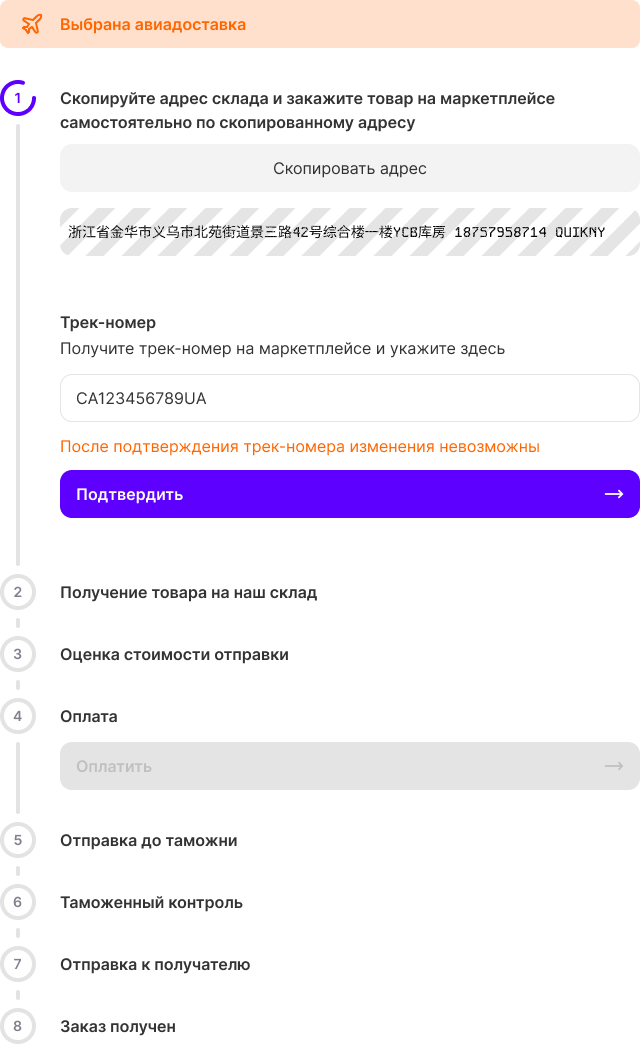 Выбрана авиадоставка
1
Скопируйте адрес склада и закажите товар на маркетплейсе
самостоятельно по скопированному адресу
Скопировать адрес
浙江省金华市义乌市北苑街道景三路42号综合楼一楼YCB库房 18757958714 QUIKNY
Трек-номер
Получите трек-номер на маркетплейсе и укажите здесь
CA123456789UA
После подтверждения трек-номера изменения невозможны
Подтвердить
2
Получение товара на наш склад
3
Оценка стоимости отправки
4
Оплата
Оплатить
5
Отправка до таможни
6
Таможенный контроль
7
Отправка к получателю
8
Заказ получен